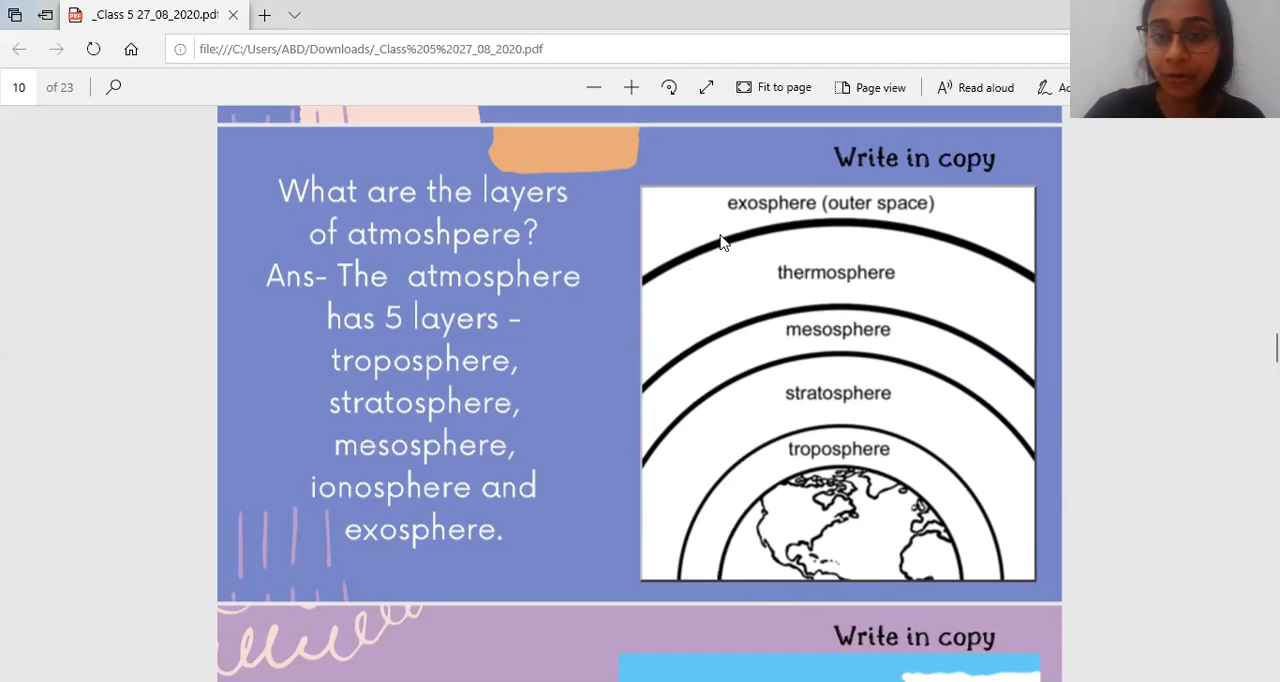 _Class 5 27_08_2020.pdf
file:///C:/Users/ABD/Downloads/_Class%205%2027_08_2020.pdf
10 of 23
Fit to page
Page view
Read aloud
Write in copy
What are the layers
of atmoshpere?
Ans- The atmosphere
has 5 layers -
troposphere,
stratosphere,
mesosphere,
ionosphere and
exosphere.
exosphere (outer space)
thermosphere
mesosphere
stratosphere
troposphere
Write in copy